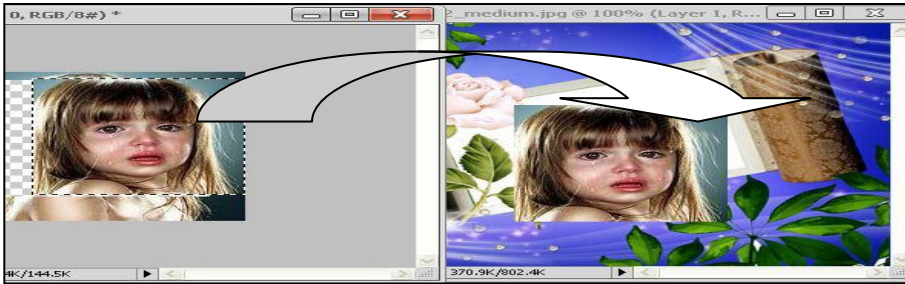 0, RGB/8#) *
2_medium.jpg @ 100% (Layer 1, R...
4K/144.5K
370.9K/802.4K